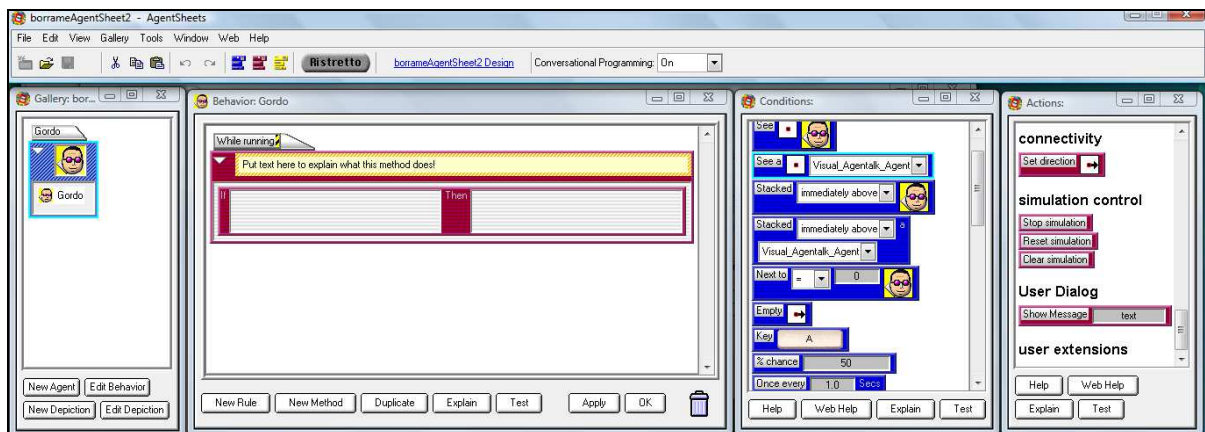 borrameAgentSheet2 - AgentSheets
File Edit View Gallery Tools Window Web Help
Ristretto borrameAgentSheet2 Design Conversational Programming: On
Gallery: bor...
Gordo
Gordo
New Agent Edit Behavior
New Depiction Edit Depiction
Behavior: Gordo
While running
Put text here to explain what this method does!
If Then
New Rule New Method Duplicate Explain Test Apply OK
Conditions:
See
See a Visual_Agentalk_Agent
Stacked immediately above
Stacked immediately above a
Visual_Agentalk_Agent
Next to = 0
Empty
Key A
% chance 50
Once every 1.0 Secs
Help Web Help Explain Test
Actions:
connectivity
Set direction
simulation control
Stop simulation
Reset simulation
Clear simulation
User Dialog
Show Message text
user extensions
Help Web Help
Explain Test